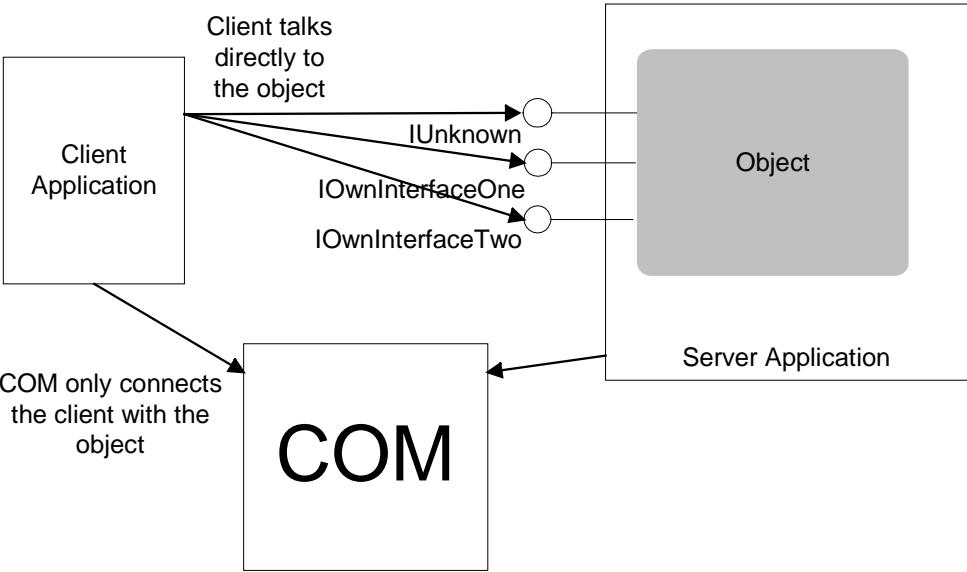 Client talks
directly to
the object
Client
Application
IUnknown
IOwnInterfaceOne
IOwnInterfaceTwo
Object
Server Application
COM only connects
the client with the
object
COM